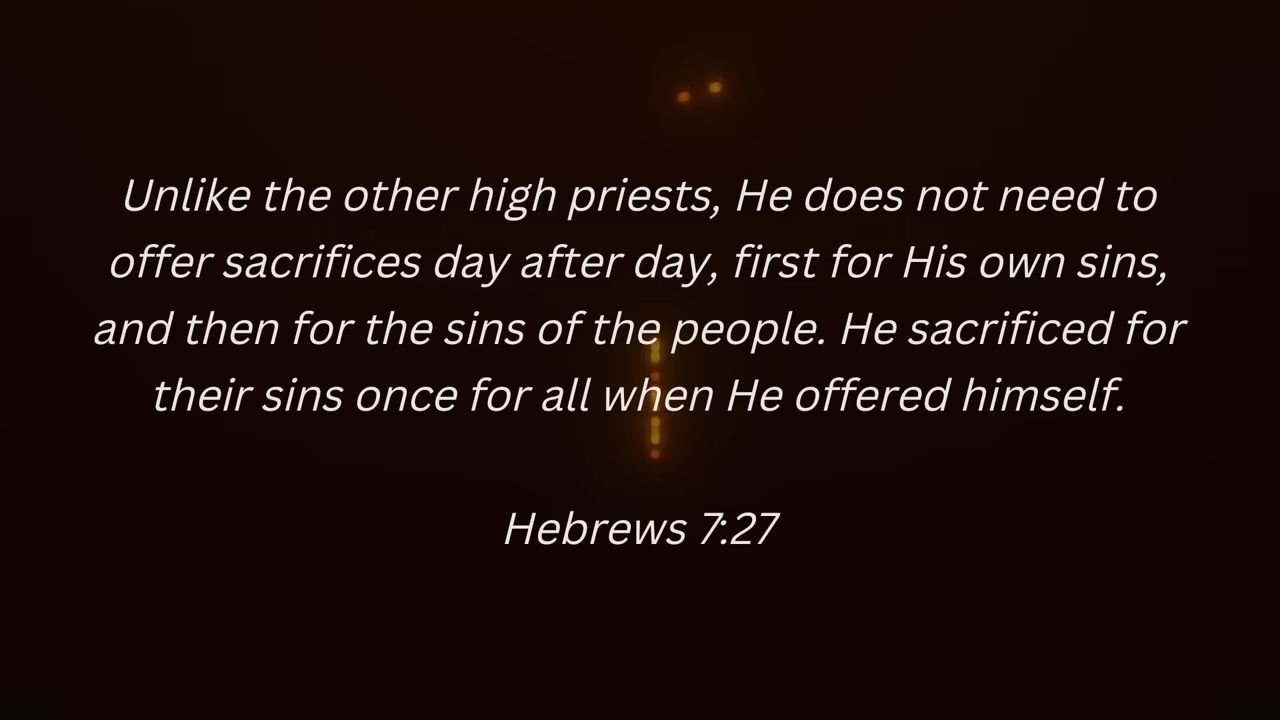 Unlike the other high priests, He does not need to
offer sacrifices day after day, first for His own sins,
and then for the sins of the people. He sacrificed for
their sins once for all when He offered himself.
Hebrews 7:27